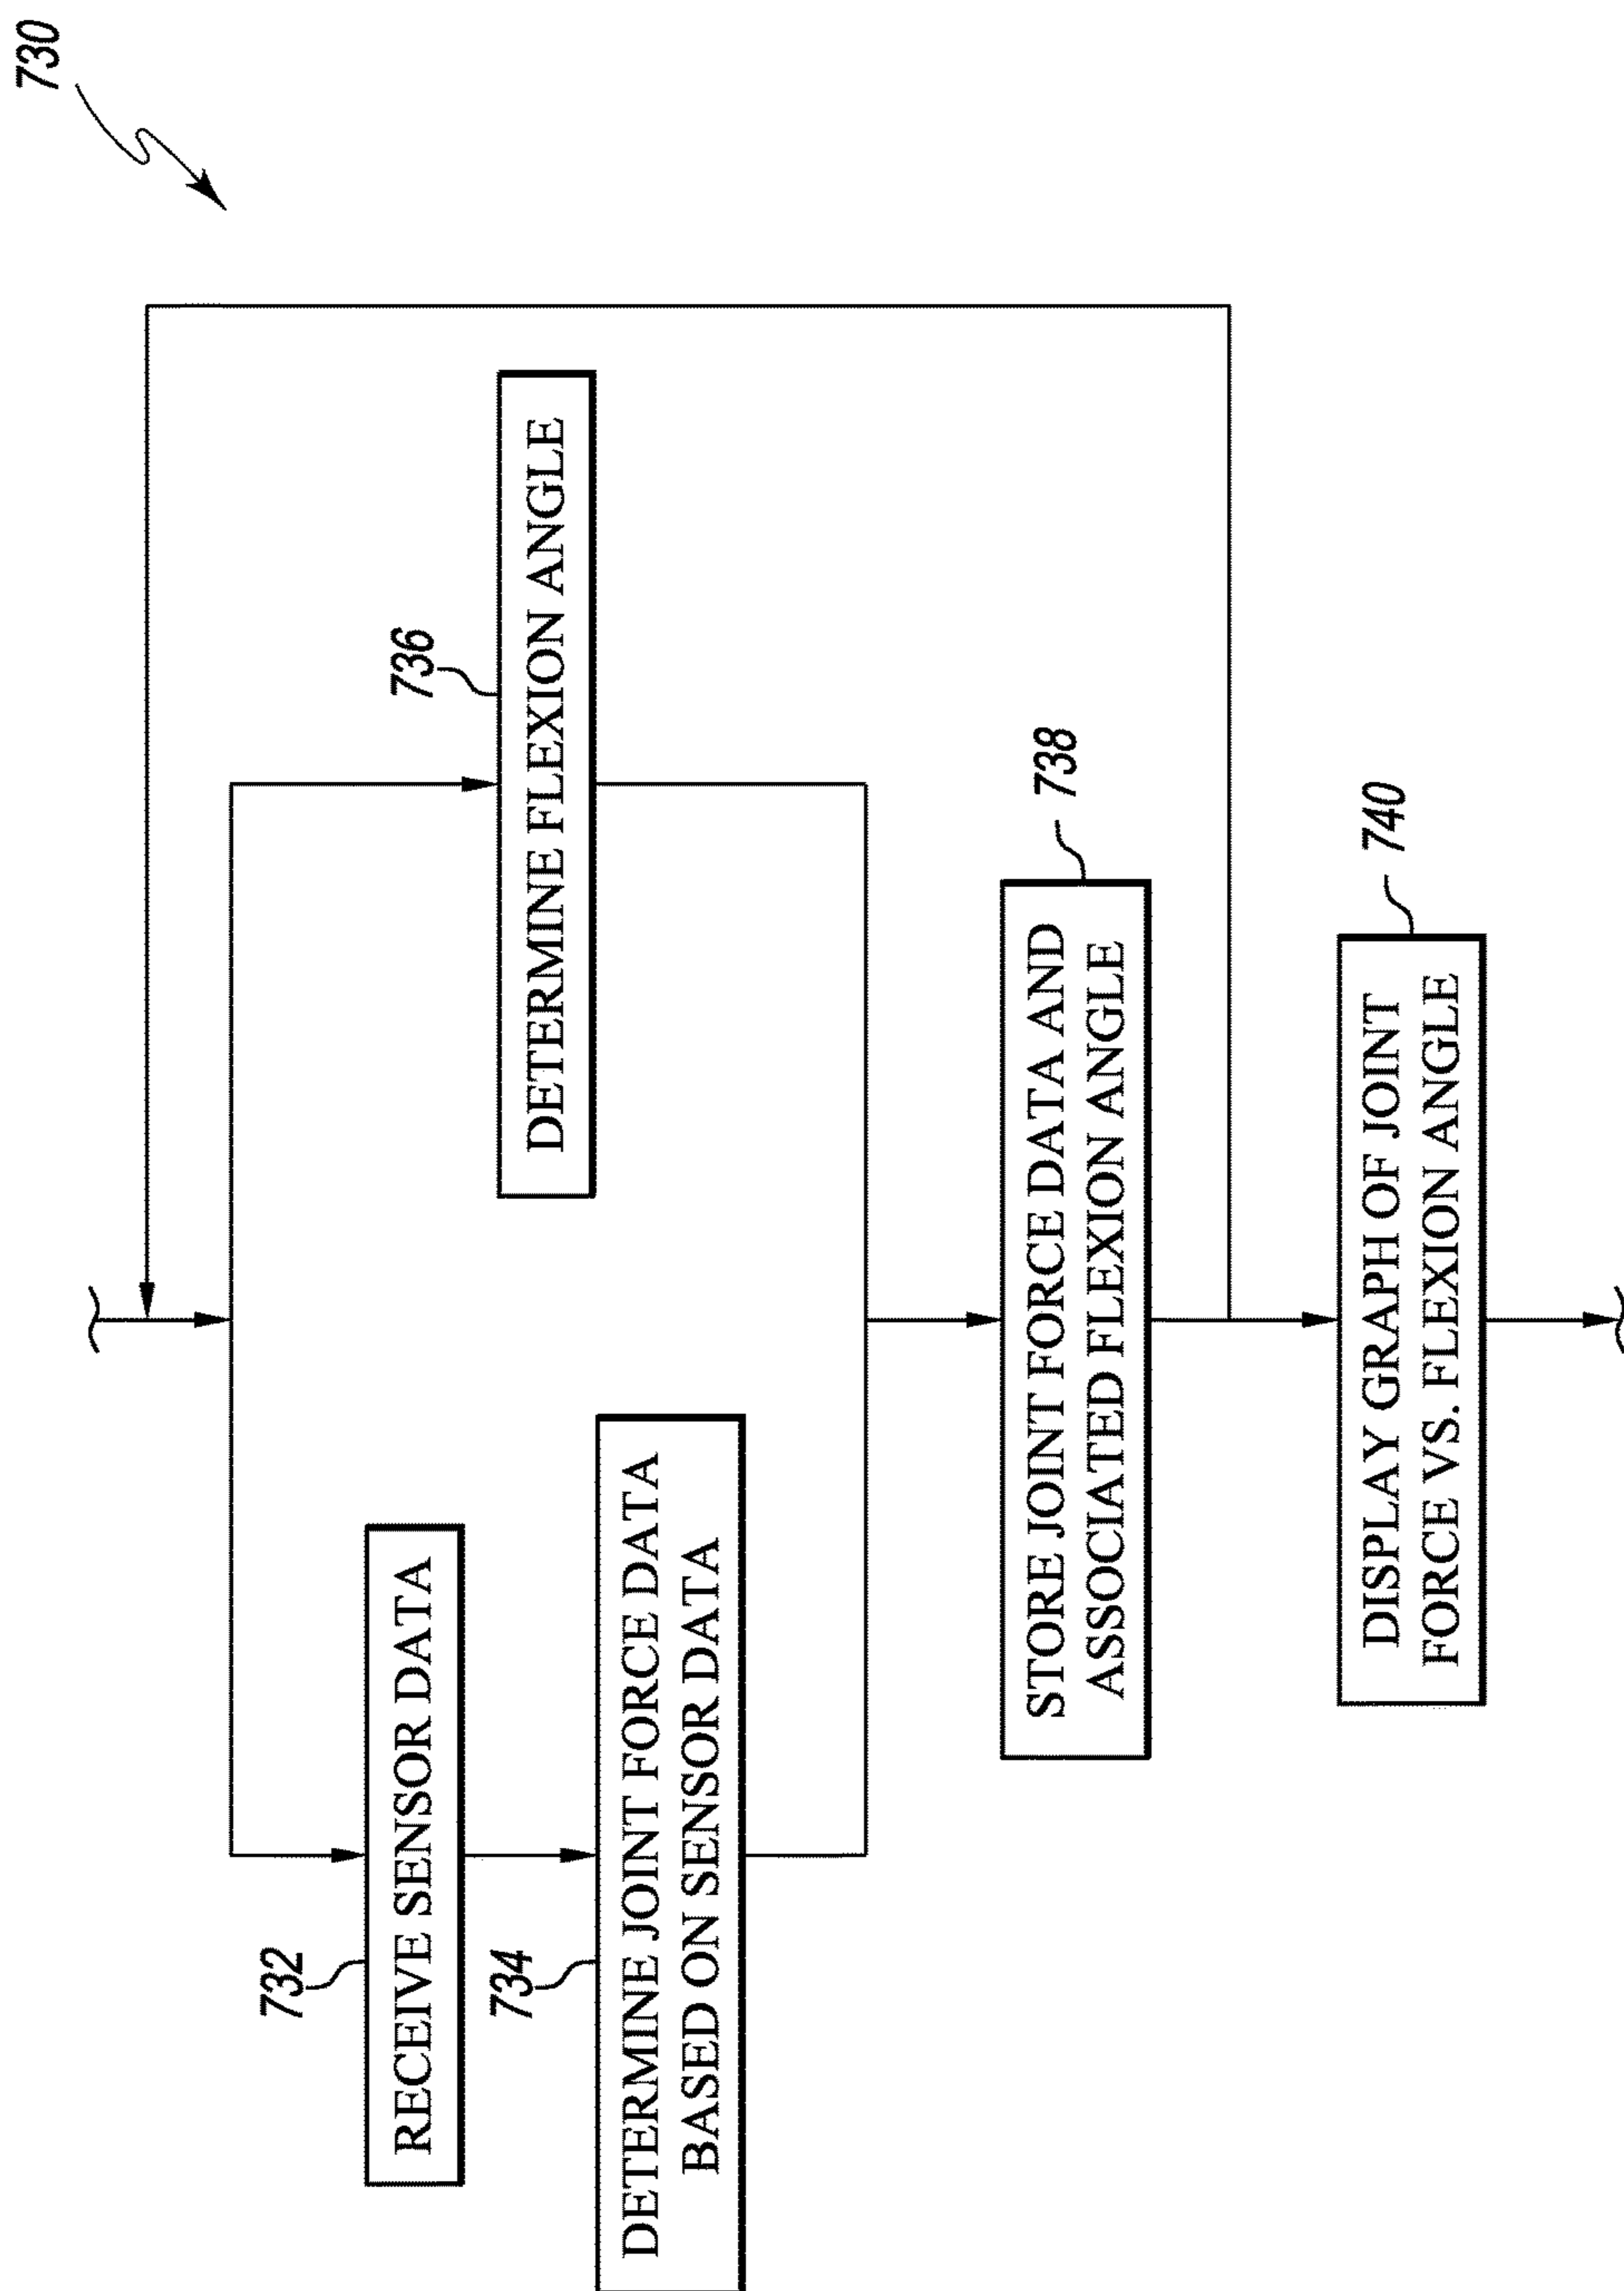 730
732
RECEIVE SENSOR DATA
734
DETERMINE JOINT FORCE DATA
BASED ON SENSOR DATA
736
DETERMINE FLEXION ANGLE
738
STORE JOINT FORCE DATA AND
ASSOCIATED FLEXION ANGLE
740
DISPLAY GRAPH OF JOINT
FORCE VS. FLEXION ANGLE